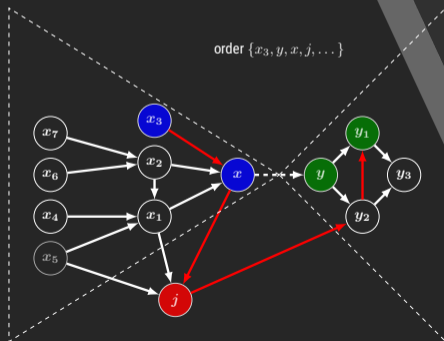 order {x₃, y, x, j, . . . }
x₃
y₁
x₇
x₂
x₆
x
y
y₃
x₄
x₁
y₂
x₅
j